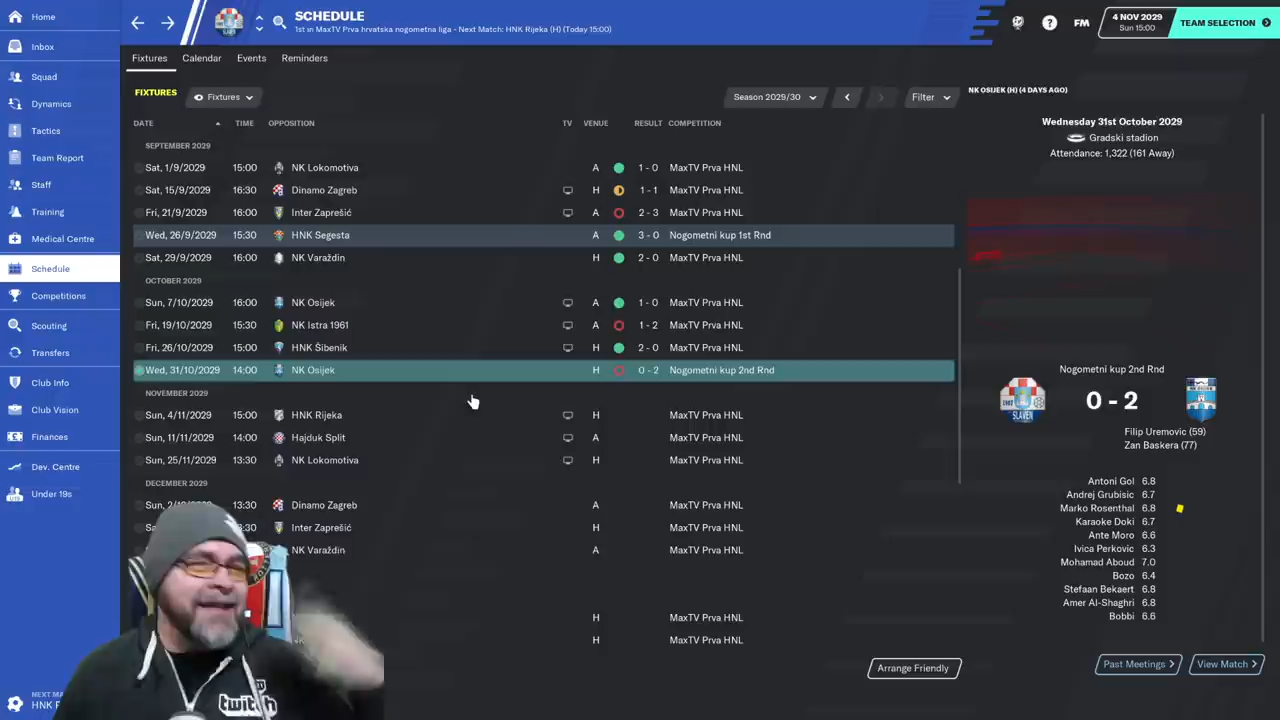 Home
Inbox
Squad
Dynamics
Tactics
Team Report
Staff
Training
Medical Centre
Schedule
Competitions
Scouting
Transfers
Club Info
Club Vision
Finances
Dev. Centre
Under 19s
NEXT
HNK
SCHEDULE
1st in MaxTV Prva hrvatska nogometna liga - Next Match: HNK Rijeka (H) (Today 15:00)
FM
4 NOV 2029
Sun 15:00
TEAM SELECTION
Fixtures Calendar Events Reminders
FIXTURES Fixtures Season 2029/30 Filter
DATE TIME OPPOSITION TV VENUE RESULT COMPETITION
SEPTEMBER 2029
Sat, 1/9/2029 15:00 NK Lokomotiva A 1 - 0 MaxTV Prva HNL
Sat, 15/9/2029 16:30 Dinamo Zagreb H 1 - 1 MaxTV Prva HNL
Fri, 21/9/2029 16:00 Inter Zaprešić A 2 - 3 MaxTV Prva HNL
Wed, 26/9/2029 15:30 HNK Segesta A 3 - 0 Nogometni kup 1st Rnd
Sat, 29/9/2029 16:00 NK Varaždin H 2 - 0 MaxTV Prva HNL
OCTOBER 2029
Sun, 7/10/2029 16:00 NK Osijek A 1 - 0 MaxTV Prva HNL
Fri, 19/10/2029 15:30 NK Istra 1961 A 1 - 2 MaxTV Prva HNL
Fri, 26/10/2029 15:00 HNK Šibenik H 2 - 0 MaxTV Prva HNL
Wed, 31/10/2029 14:00 NK Osijek H 0 - 2 Nogometni kup 2nd Rnd
NOVEMBER 2029
Sun, 4/11/2029 15:00 HNK Rijeka H MaxTV Prva HNL
Sun, 11/11/2029 14:00 Hajduk Split A MaxTV Prva HNL
Sun, 25/11/2029 13:30 NK Lokomotiva H MaxTV Prva HNL
DECEMBER 2029
Sun, 13:30 Dinamo Zagreb A MaxTV Prva HNL
Inter Zaprešić H MaxTV Prva HNL
NK Varaždin A MaxTV Prva HNL
H MaxTV Prva HNL
H MaxTV Prva HNL
Arrange Friendly
NK OSIJEK (H) (4 DAYS AGO)
Wednesday 31st October 2029
Gradski stadion
Attendance: 1,322 (161 Away)
Nogometni kup 2nd Rnd
SLAVEN
0 - 2
Filip Uremovic (59)
Zan Baskera (77)
Antoni Gol 6.8
Andrej Grubisic 6.7
Marko Rosenthal 6.8
Karaoke Doki 6.7
Ante Moro 6.6
Ivica Perkovic 6.3
Mohamad Aboud 7.0
Bozo 6.4
Stefaan Bekaert 6.8
Amer Al-Shaghri 6.8
Bobbi 6.6
Past Meetings View Match
twitch